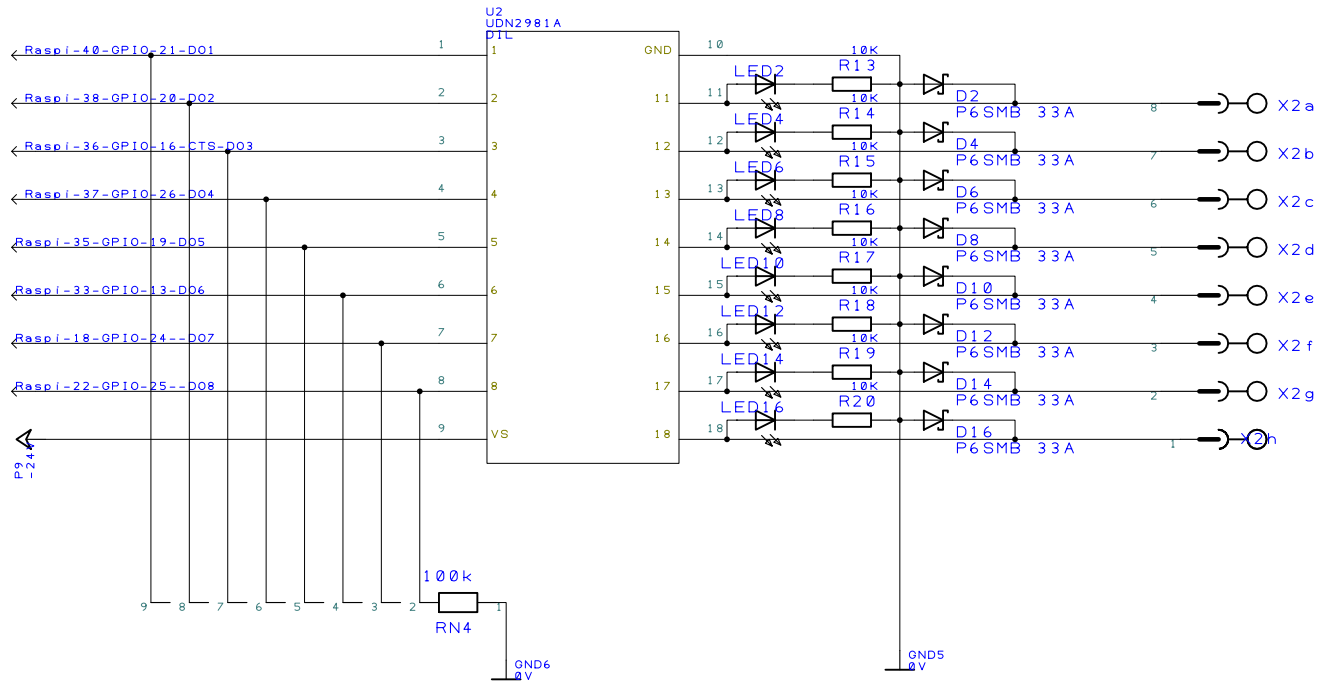 U2
UDN2981A
DIL
Raspi-40-GPIO-21-DO1
1
1
GND
10
10K
LED2
R13
Raspi-38-GPIO-20-DO2
2
2
11
11
10K
D2
P6SMB 33A
8
X2a
LED4
R14
Raspi-36-GPIO-16-CTS-DO3
3
3
12
12
10K
D4
P6SMB 33A
7
X2b
LED6
R15
Raspi-37-GPIO-26-DO4
4
4
13
13
10K
D6
P6SMB 33A
6
X2c
LED8
R16
Raspi-35-GPIO-19-DO5
5
5
14
14
10K
D8
P6SMB 33A
5
X2d
LED10
R17
Raspi-33-GPIO-13-DO6
6
6
15
15
10K
D10
P6SMB 33A
4
X2e
LED12
R18
Raspi-18-GPIO-24--DO7
7
7
16
16
10K
D12
P6SMB 33A
3
X2f
LED14
R19
Raspi-22-GPIO-25--DO8
8
8
17
17
10K
D14
P6SMB 33A
2
X2g
LED16
R20
9
VS
18
18
D16
P6SMB 33A
1
X2h
P9
100k
9 8 7 6 5 4 3 2 1
RN4
GND6
0V
GND5
0V